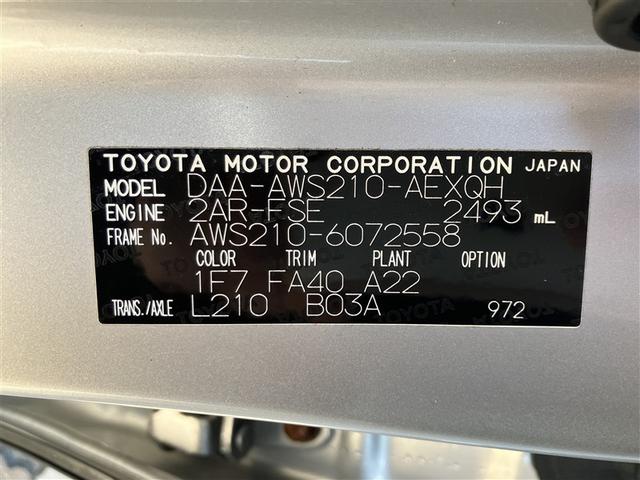 TOYOTA MOTOR CORPORATION JAPAN
MODEL DAA-AWS210-AEXQH
ENGINE 2AR-FSE 2493 mL
FRAME No. AWS210-6072558
COLOR TRIM PLANT OPTION
1F7 FA40 A22
TRANS./AXLE L210 B03A 972